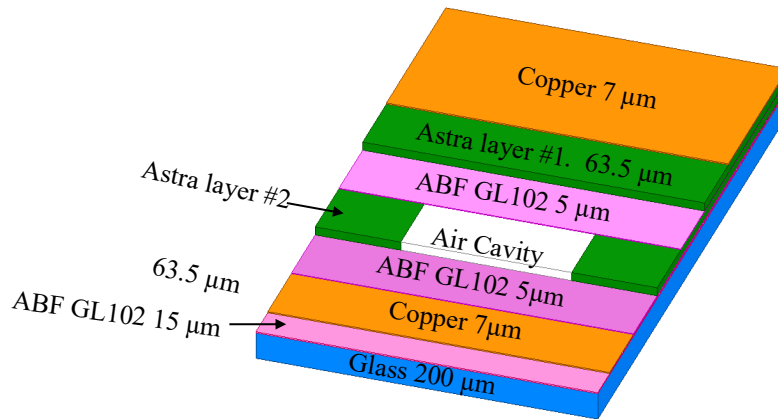 Copper 7 µm
Astra layer #1.  63.5 µm
ABF GL102 5 µm
Astra layer #2
Air Cavity
ABF GL102 5µm
63.5 µm
Copper 7µm
ABF GL102 15 µm
Glass 200 µm